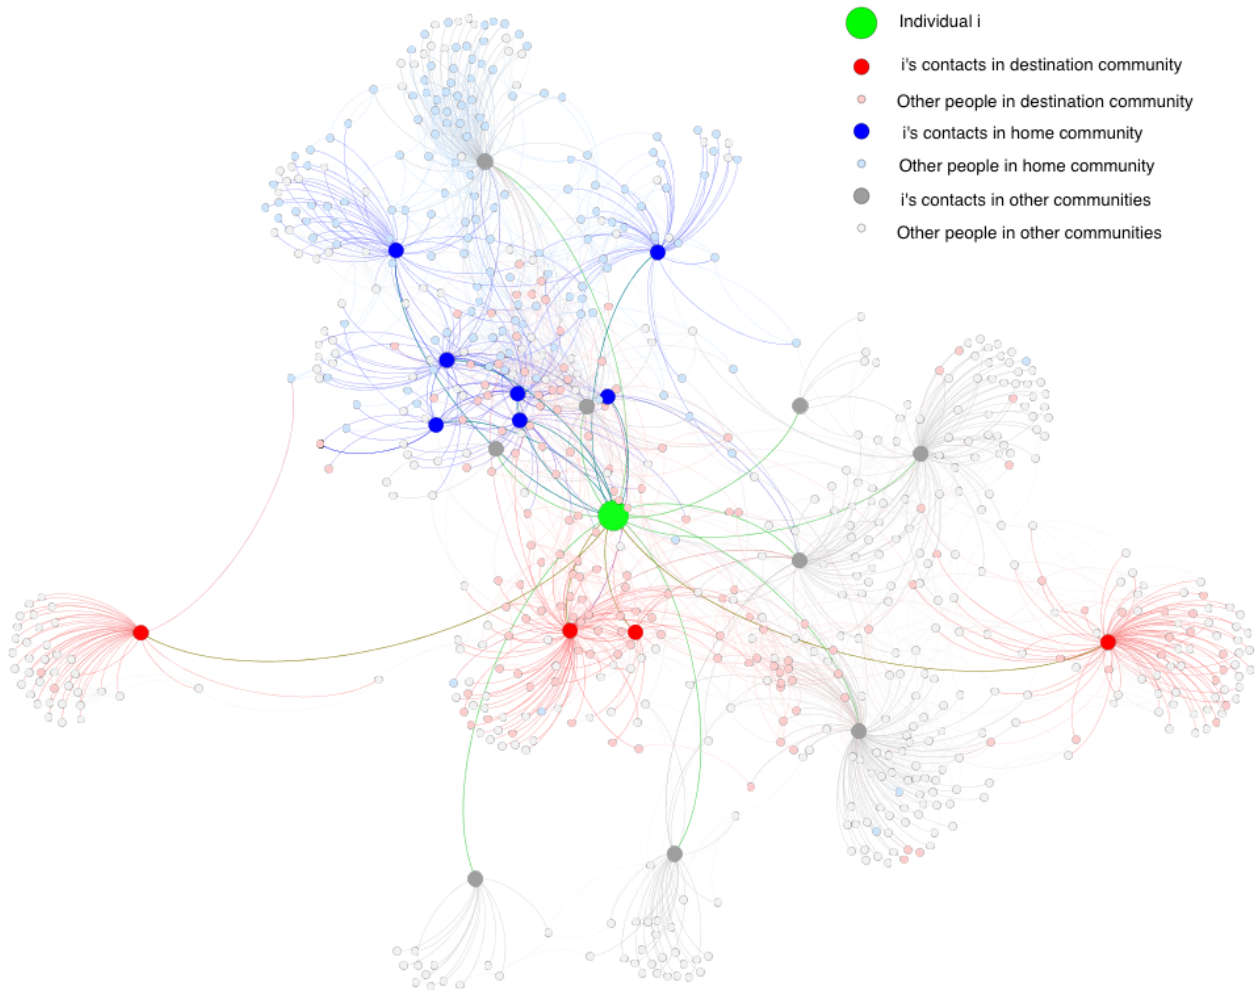 Individual i
i's contacts in destination community
Other people in destination community
i's contacts in home community
Other people in home community
i's contacts in other communities
Other people in other communities